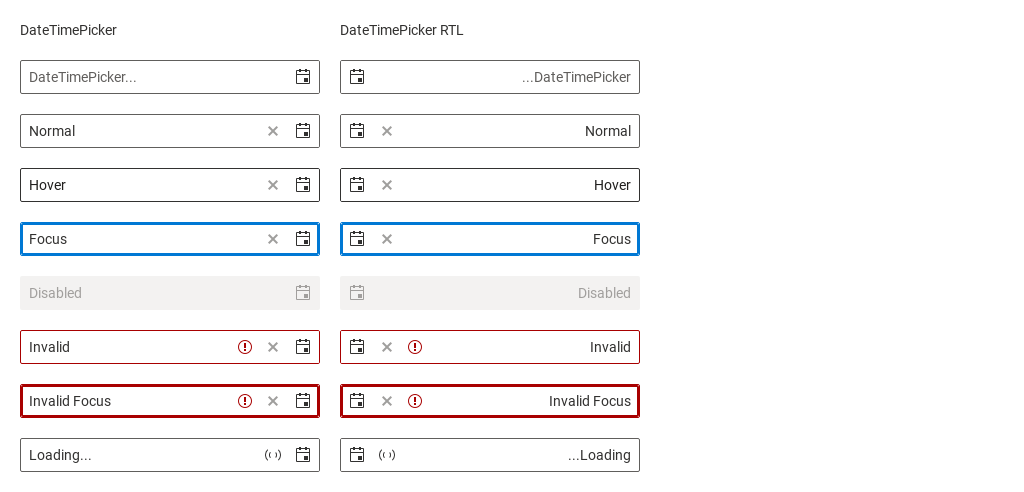 DateTimePicker
DateTimePicker RTL
DateTimePicker...
...DateTimePicker
Normal
Normal
Hover
Hover
Focus
Focus
Disabled
Disabled
Invalid
Invalid
Invalid Focus
Invalid Focus
Loading...
...Loading